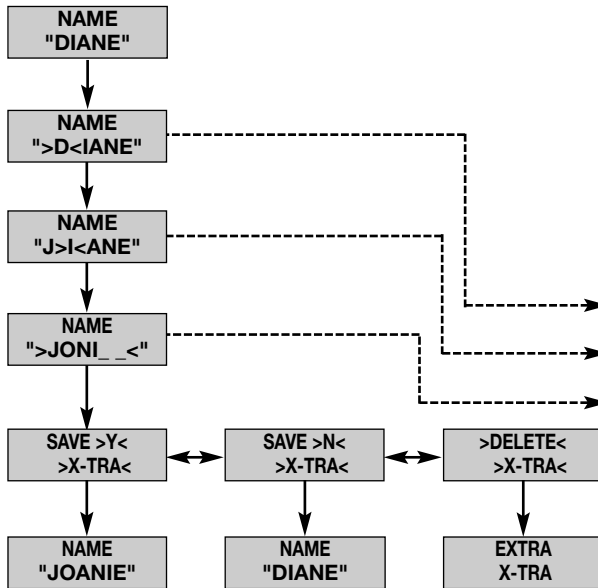 NAME
"DIANE"
NAME
">D<IANE"
NAME
"J>I<ANE"
NAME
">JONI_ _<"
SAVE >Y<
>X-TRA<
SAVE >N<
>X-TRA<
>DELETE<
>X-TRA<
NAME
"JOANIE"
NAME
"DIANE"
EXTRA
X-TRA